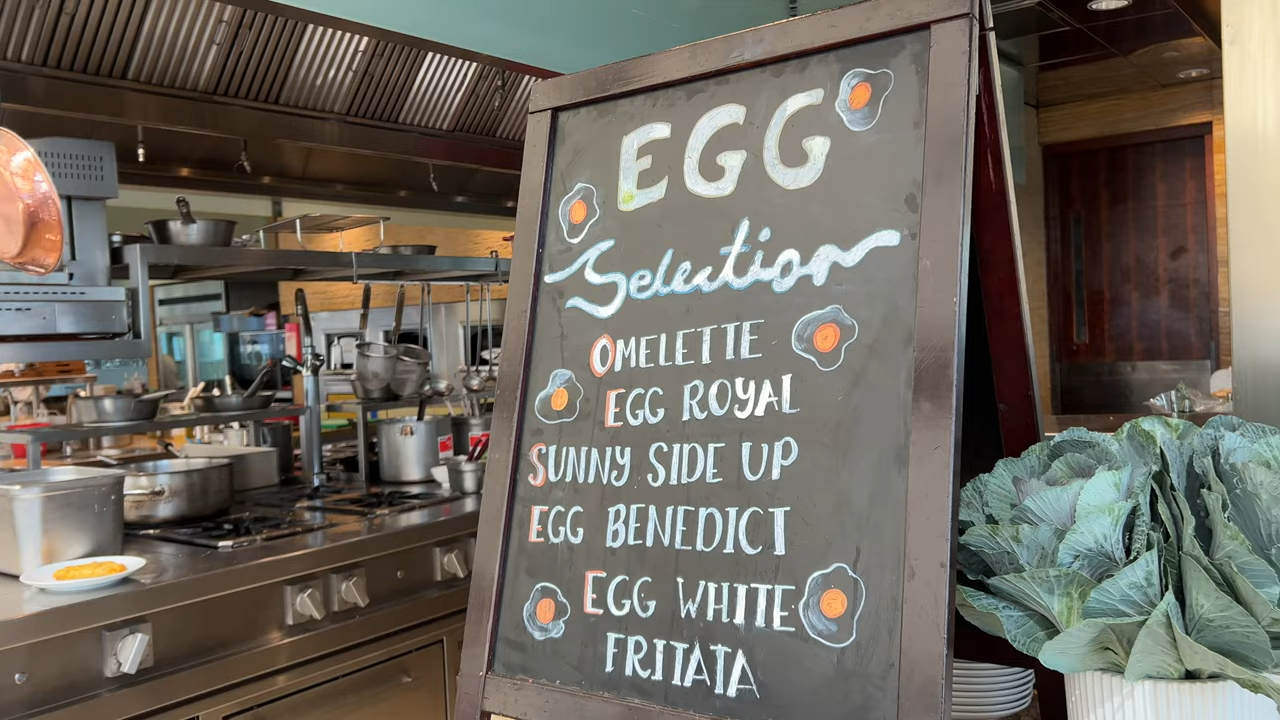 EGG
Selection
OMELETTE
EGG ROYAL
SUNNY SIDE UP
EGG BENEDICT
EGG WHITE
FRITATA